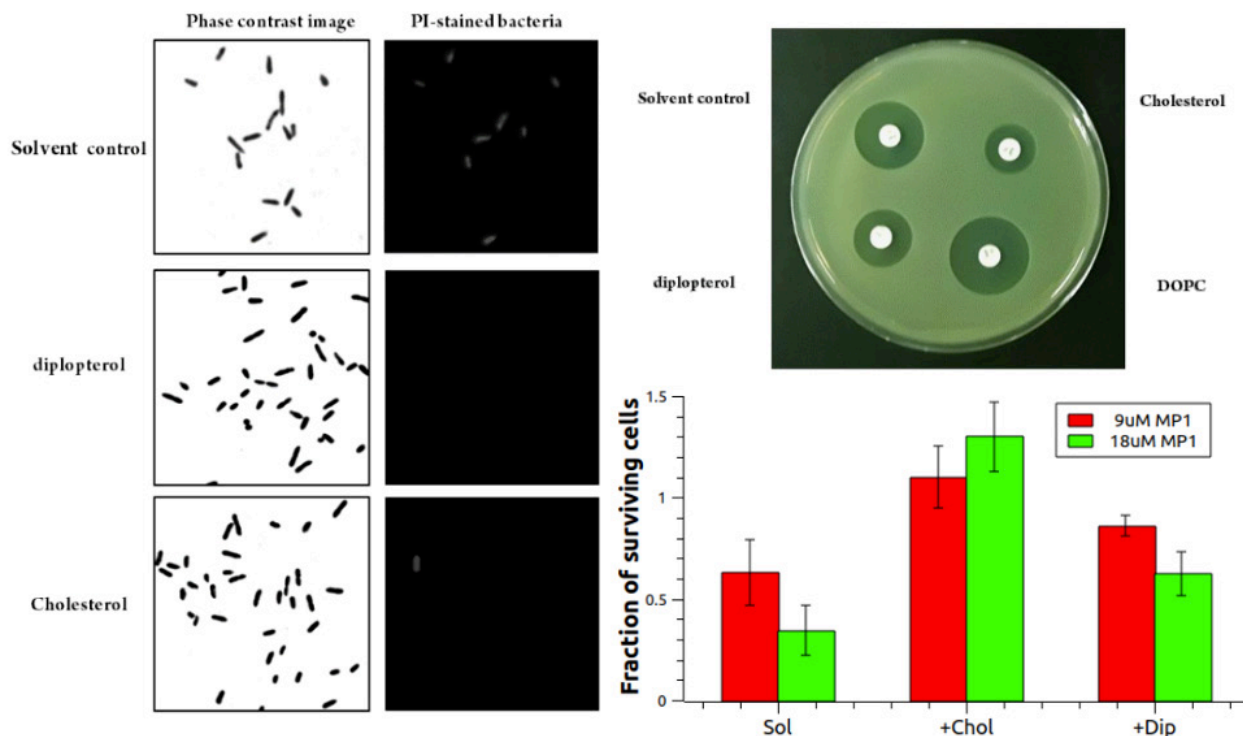 Phase contrast image
PI-stained bacteria
Solvent control
diplopterol
Cholesterol
Solvent control
Cholesterol
diplopterol
DOPC
Fraction of surviving cells
1.5
1
0.5
0
9uM MP1
18uM MP1
Sol
+Chol
+Dip